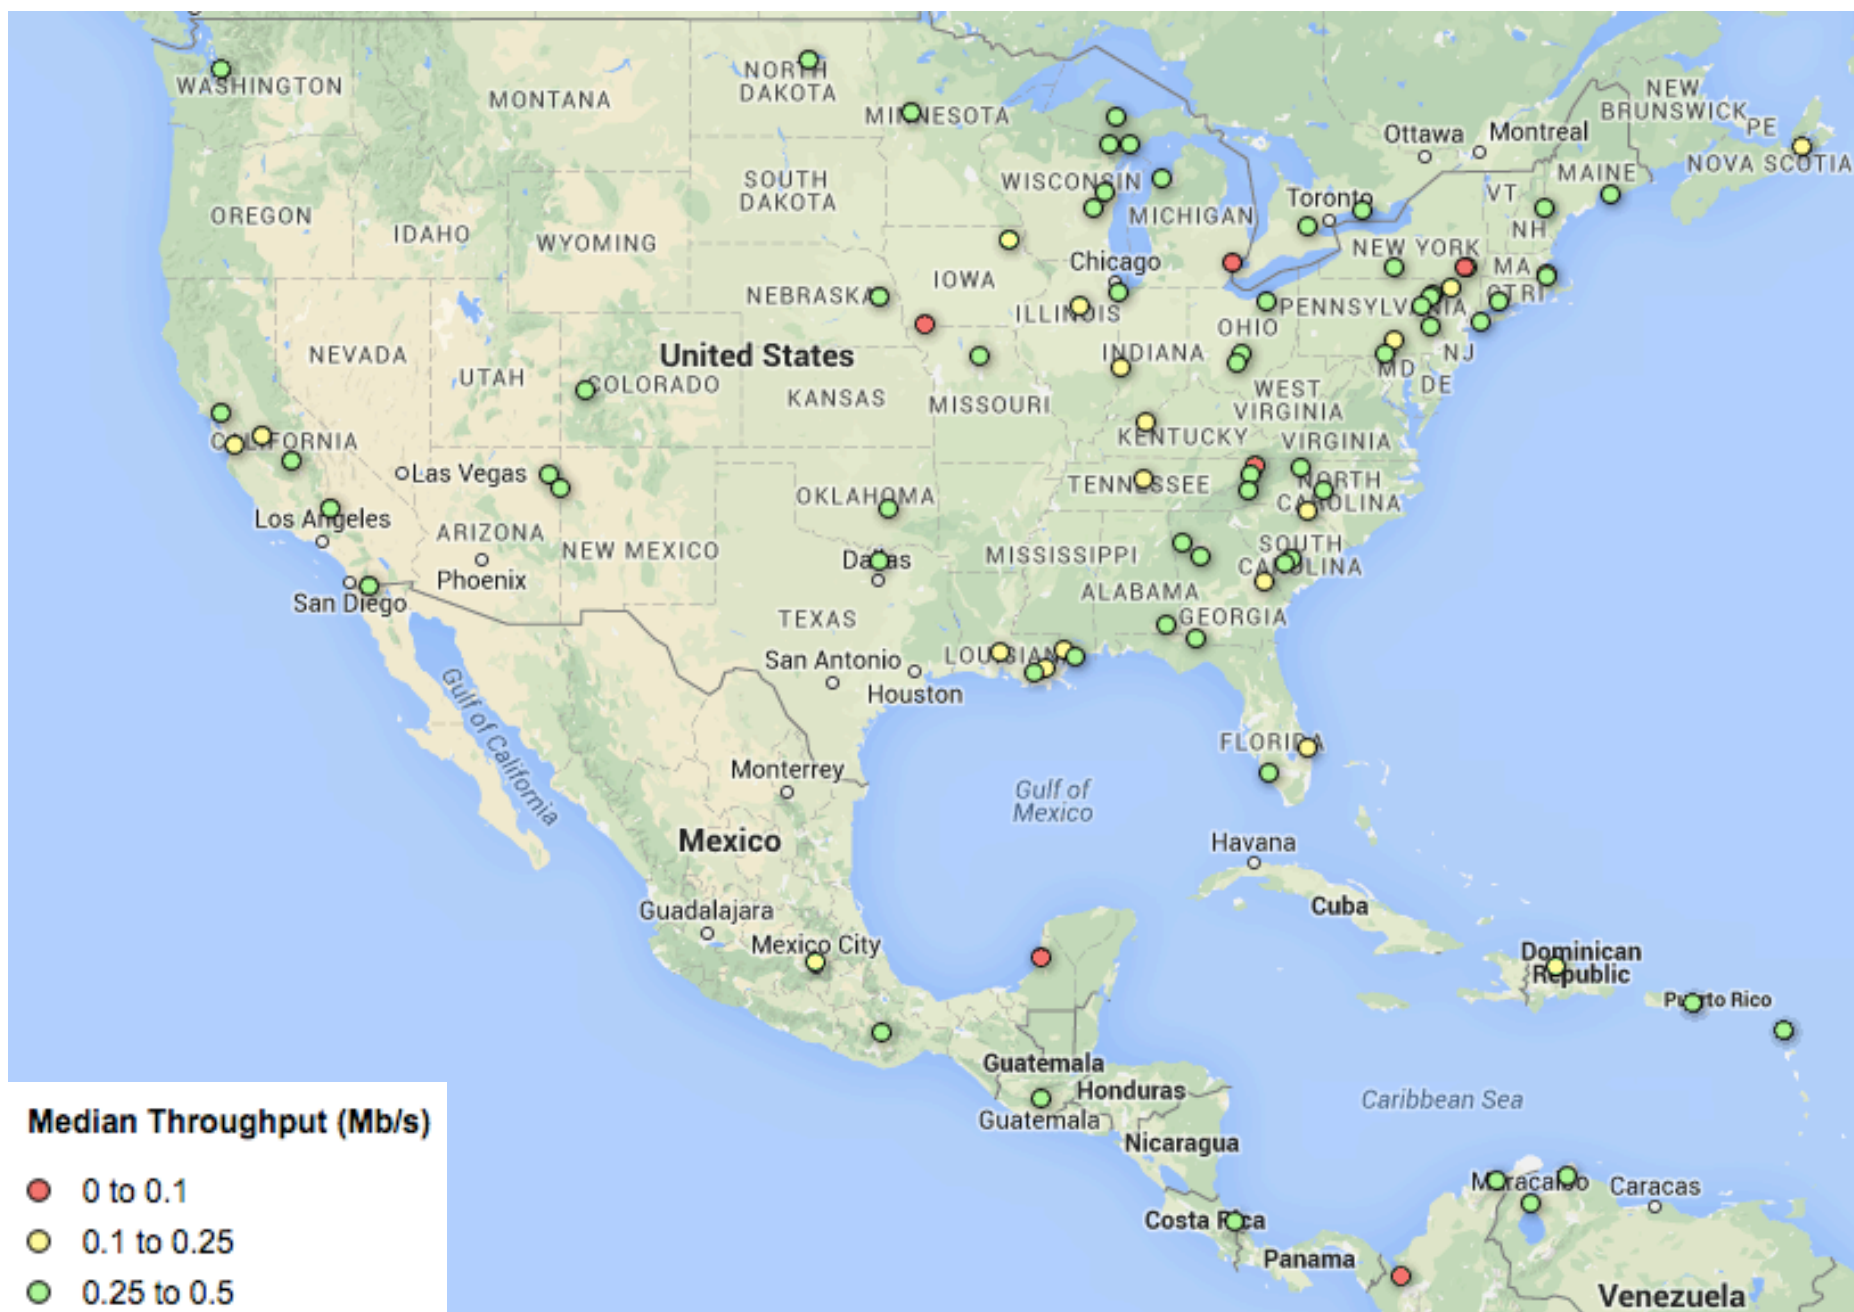 WASHINGTON
MONTANA
NORTH
DAKOTA
MINNESOTA
NEW
BRUNSWICK
PE
Ottawa
Montreal
NOVA SCOTIA
MAINE
OREGON
IDAHO
WYOMING
SOUTH
DAKOTA
WISCONSIN
MICHIGAN
Toronto
VT
NH
NEW YORK
MA
CT RI
Chicago
IOWA
NEBRASKA
ILLINOIS
PENNSYLVANIA
OHIO
NJ
NEVADA
UTAH
COLORADO
United States
KANSAS
MISSOURI
INDIANA
MD
DE
WEST
VIRGINIA
KENTUCKY
VIRGINIA
CALIFORNIA
Las Vegas
OKLAHOMA
TENNESSEE
NORTH
CAROLINA
Los Angeles
ARIZONA
NEW MEXICO
Dallas
MISSISSIPPI
SOUTH
CAROLINA
Phoenix
San Diego
ALABAMA
GEORGIA
TEXAS
San Antonio
LOUISIANA
Houston
Gulf of California
FLORIDA
Monterrey
Gulf of
Mexico
Mexico
Havana
Cuba
Guadalajara
Mexico City
Dominican
Republic
Puerto Rico
Guatemala
Honduras
Guatemala
Caribbean Sea
Nicaragua
Maracaibo
Caracas
Costa Rica
Panama
Venezuela
Median Throughput (Mb/s)
0 to 0.1
0.1 to 0.25
0.25 to 0.5